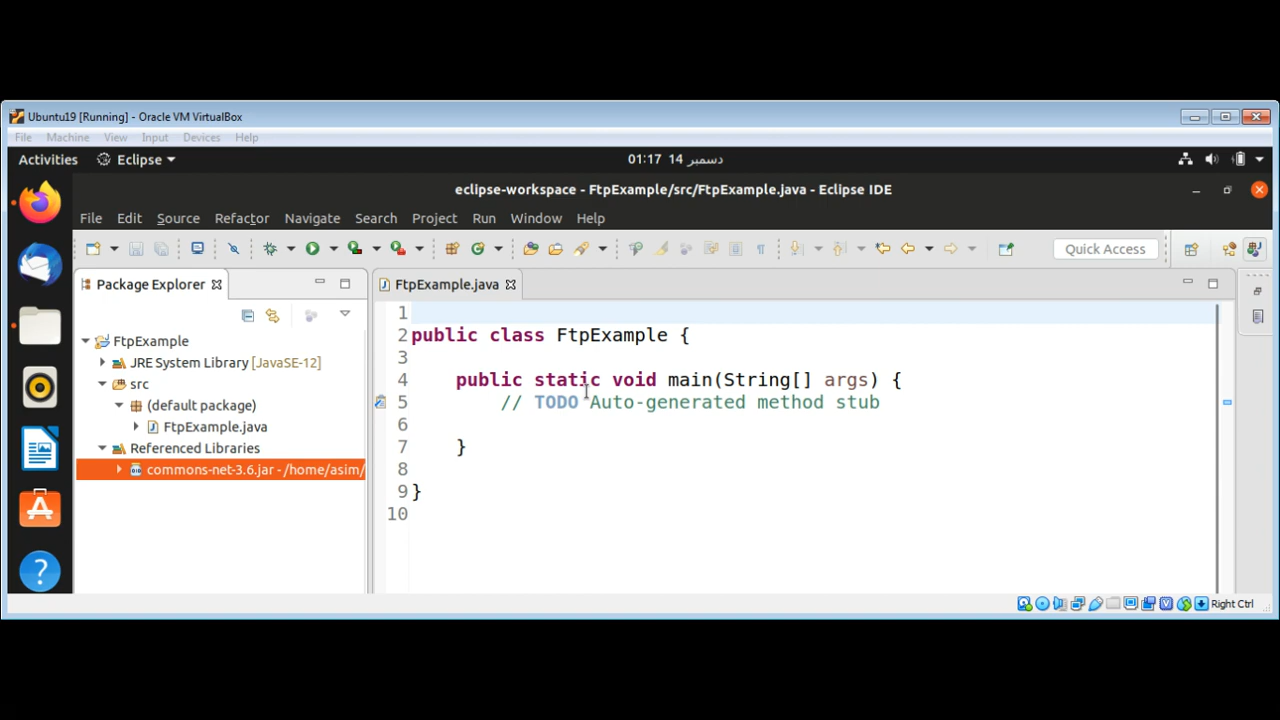 Ubuntu19 [Running] - Oracle VM VirtualBox
File Machine View Input Devices Help
Activities Eclipse 01:17 14 دسمبر
eclipse-workspace - FtpExample/src/FtpExample.java - Eclipse IDE
File Edit Source Refactor Navigate Search Project Run Window Help
Quick Access
Package Explorer
FtpExample.java
FtpExample
JRE System Library [JavaSE-12]
src
(default package)
FtpExample.java
Referenced Libraries
commons-net-3.6.jar - /home/asim/
1
2 public class FtpExample {
3
4 public static void main(String[] args) {
5 // TODO Auto-generated method stub
6
7 }
8
9 }
10
Right Ctrl